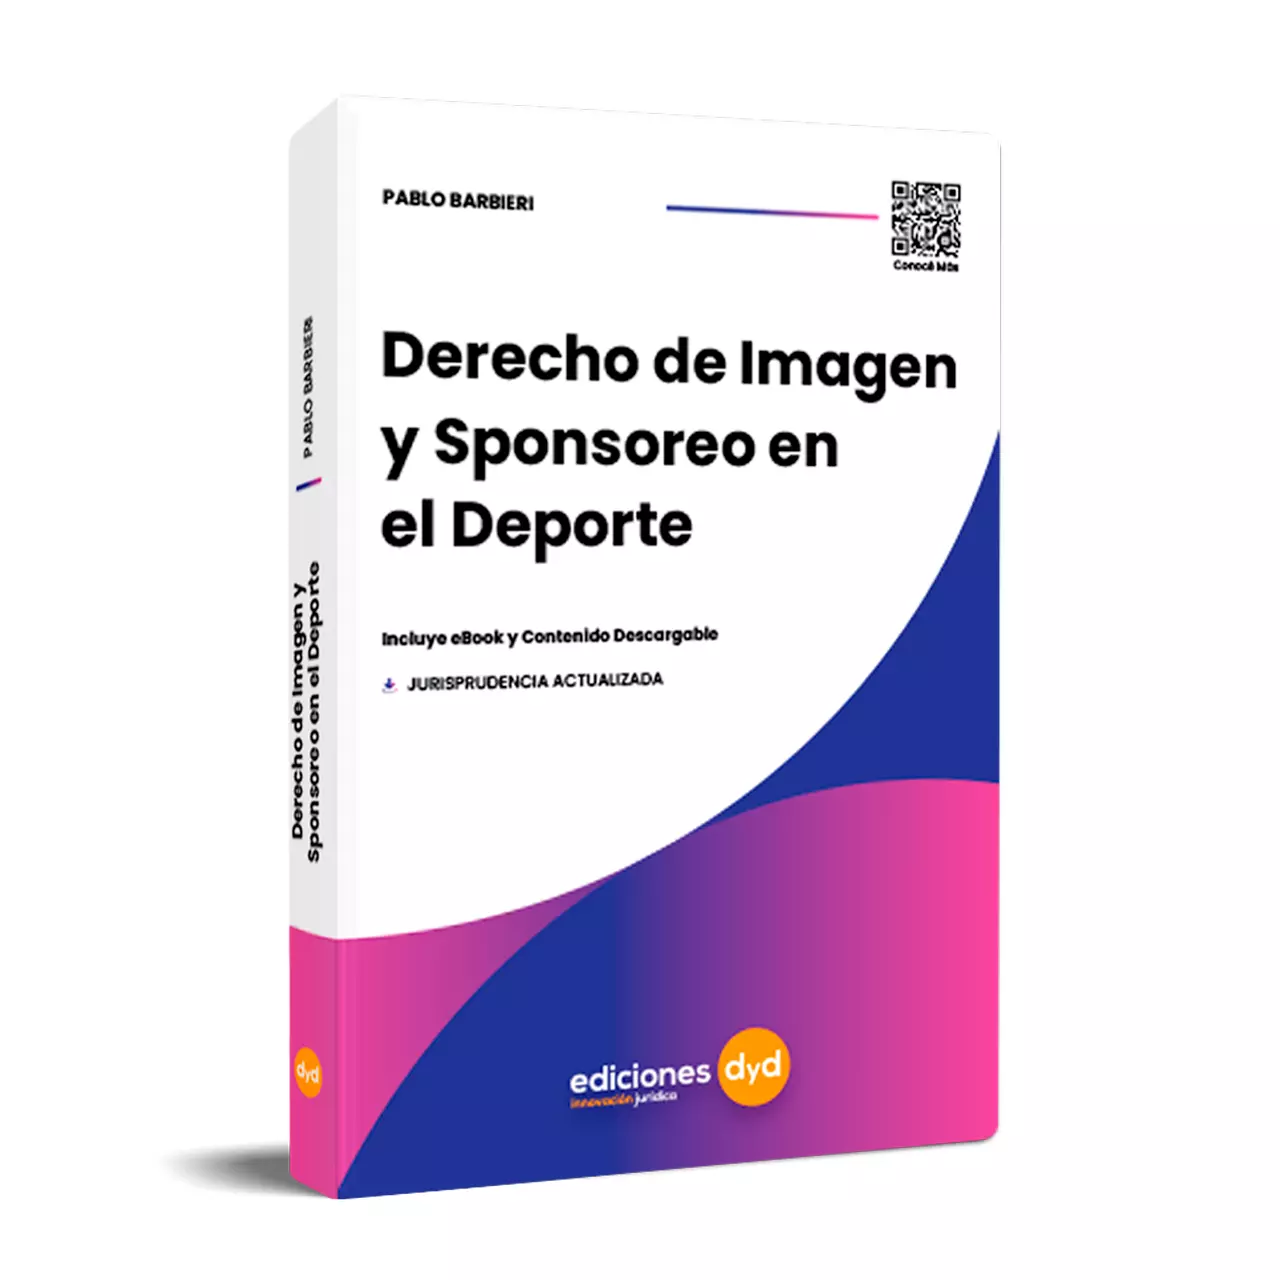 PABLO BARBIERI
Conocé Más
Derecho de Imagen
y Sponsoreo en
el Deporte
Incluye eBook y Contenido Descargable
JURISPRUDENCIA ACTUALIZADA
ediciones dyd
innovación jurídica
PABLO BARBIERI
Derecho de Imagen y
Sponsoreo en el Deporte
dyd